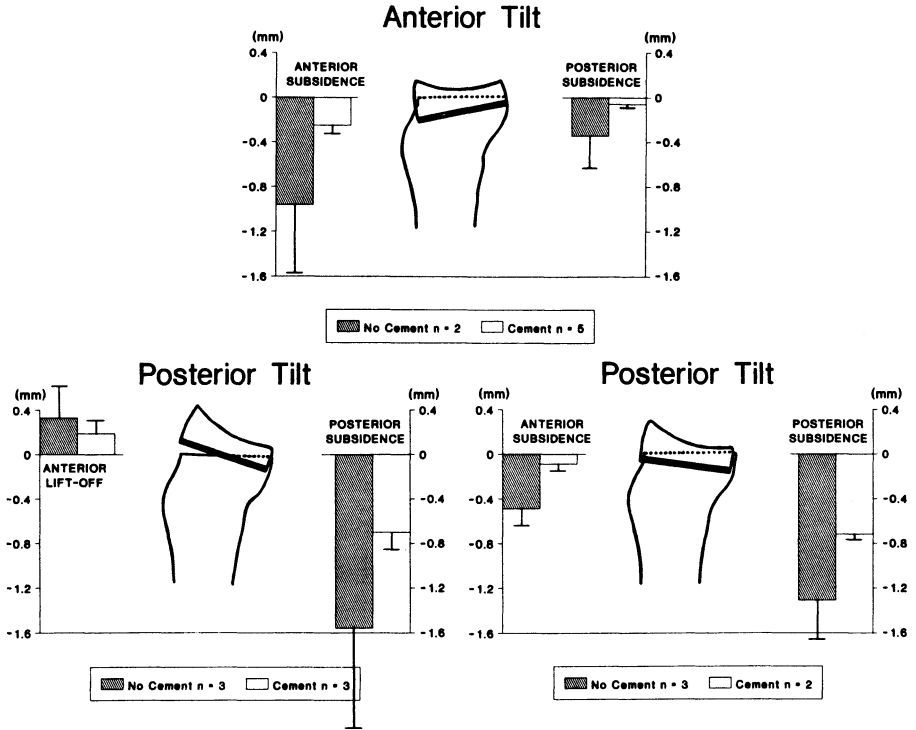 Anterior Tilt
(mm)
(mm)
0.4
0
-0.4
-0.8
-1.2
-1.6
ANTERIOR
SUBSIDENCE
POSTERIOR
SUBSIDENCE
0.4
0
-0.4
-0.8
-1.2
-1.6
No Cement n = 2 Cement n = 5
Posterior Tilt
(mm)
(mm)
0.4
0
-0.4
-0.8
-1.2
-1.6
ANTERIOR
LIFT-OFF
POSTERIOR
SUBSIDENCE
0.4
0
-0.4
-0.8
-1.2
-1.6
No Cement n = 3 Cement n = 3
Posterior Tilt
(mm)
(mm)
0.4
0
-0.4
-0.8
-1.2
-1.6
ANTERIOR
SUBSIDENCE
POSTERIOR
SUBSIDENCE
0.4
0
-0.4
-0.8
-1.2
-1.6
No Cement n = 3 Cement n = 2